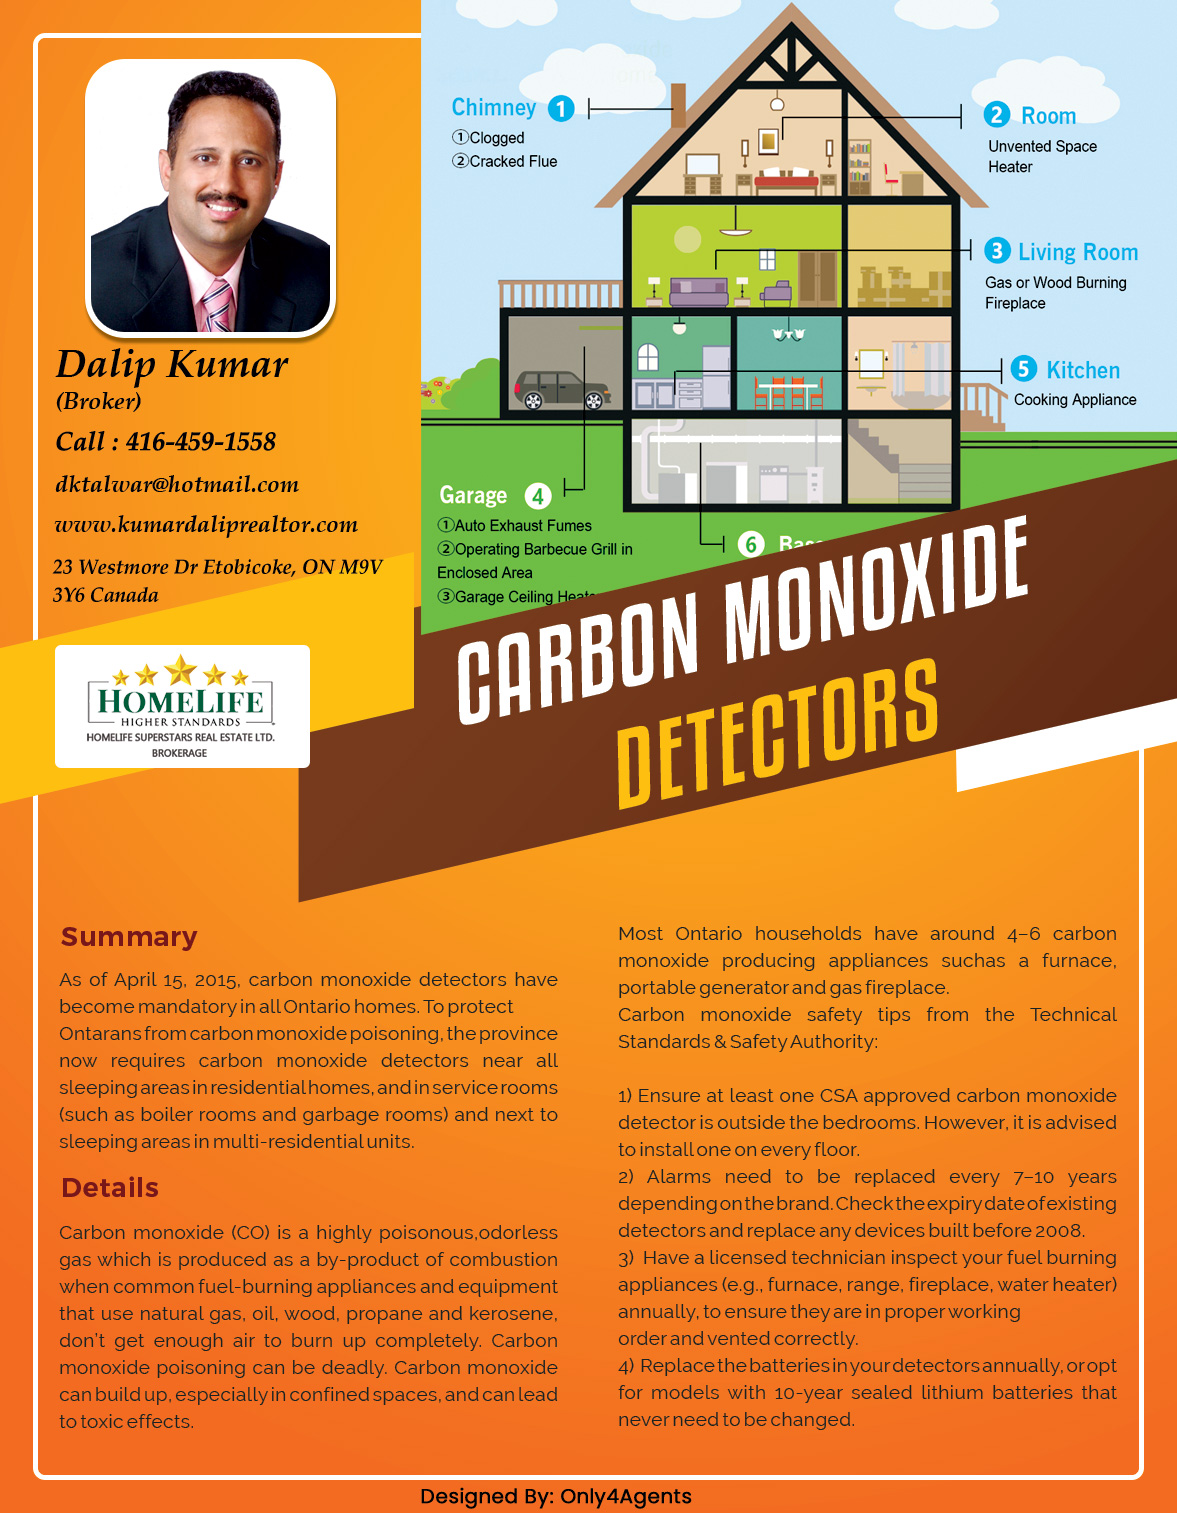 Dalip Kumar
(Broker)
Call : 416-459-1558
dktalwar@hotmail.com
www.kumardaliprealtor.com
23 Westmore Dr Etobicoke, ON M9V
3Y6 Canada
HOMELIFE
HIGHER STANDARDS
HOMELIFE SUPERSTARS REAL ESTATE LTD.
BROKERAGE
Chimney 1
①Clogged
②Cracked Flue
2 Room
Unvented Space
Heater
3 Living Room
Gas or Wood Burning
Fireplace
5 Kitchen
Cooking Appliance
Garage 4
①Auto Exhaust Fumes
②Operating Barbecue Grill in
Enclosed Area
③Garage Ceiling
6
CARBON MONOXIDE
DETECTORS
Summary
As of April 15, 2015, carbon monoxide detectors have
become mandatory in all Ontario homes. To protect
Ontarans from carbon monoxide poisoning, the province
now requires carbon monoxide detectors near all
sleeping areas in residential homes, and in service rooms
(such as boiler rooms and garbage rooms) and next to
sleeping areas in multi-residential units.
Details
Carbon monoxide (CO) is a highly poisonous,odorless
gas which is produced as a by-product of combustion
when common fuel-burning appliances and equipment
that use natural gas, oil, wood, propane and kerosene,
don't get enough air to burn up completely. Carbon
monoxide poisoning can be deadly. Carbon monoxide
can build up, especially in confined spaces, and can lead
to toxic effects.
Most Ontario households have around 4–6 carbon
monoxide producing appliances suchas a furnace,
portable generator and gas fireplace.
Carbon monoxide safety tips from the Technical
Standards & Safety Authority:
1) Ensure at least one CSA approved carbon monoxide
detector is outside the bedrooms. However, it is advised
to install one on every floor.
2) Alarms need to be replaced every 7–10 years
depending on the brand. Check the expiry date of existing
detectors and replace any devices built before 2008.
3) Have a licensed technician inspect your fuel burning
appliances (e.g., furnace, range, fireplace, water heater)
annually, to ensure they are in proper working
order and vented correctly.
4) Replace the batteries in your detectors annually, or opt
for models with 10-year sealed lithium batteries that
never need to be changed.
Designed By: Only4Agents